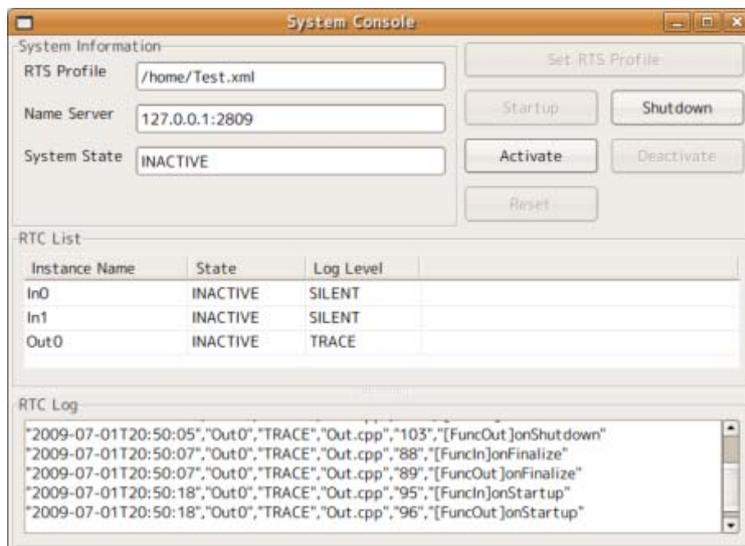 System Console
System Information
RTS Profile /home/Test.xml
Name Server 127.0.0.1:2809
System State INACTIVE
Set RTS Profile
Startup Shutdown
Activate Deactivate
Reset
RTC List
Instance Name State Log Level
In0 INACTIVE SILENT
In1 INACTIVE SILENT
Out0 INACTIVE TRACE
RTC Log
"2009-07-01T20:50:05","Out0","TRACE","Out.cpp","103","[FuncOut]onShutdown"
"2009-07-01T20:50:07","Out0","TRACE","Out.cpp","88","[FuncIn]onFinalize"
"2009-07-01T20:50:07","Out0","TRACE","Out.cpp","89","[FuncOut]onFinalize"
"2009-07-01T20:50:18","Out0","TRACE","Out.cpp","95","[FuncIn]onStartup"
"2009-07-01T20:50:18","Out0","TRACE","Out.cpp","96","[FuncOut]onStartup"